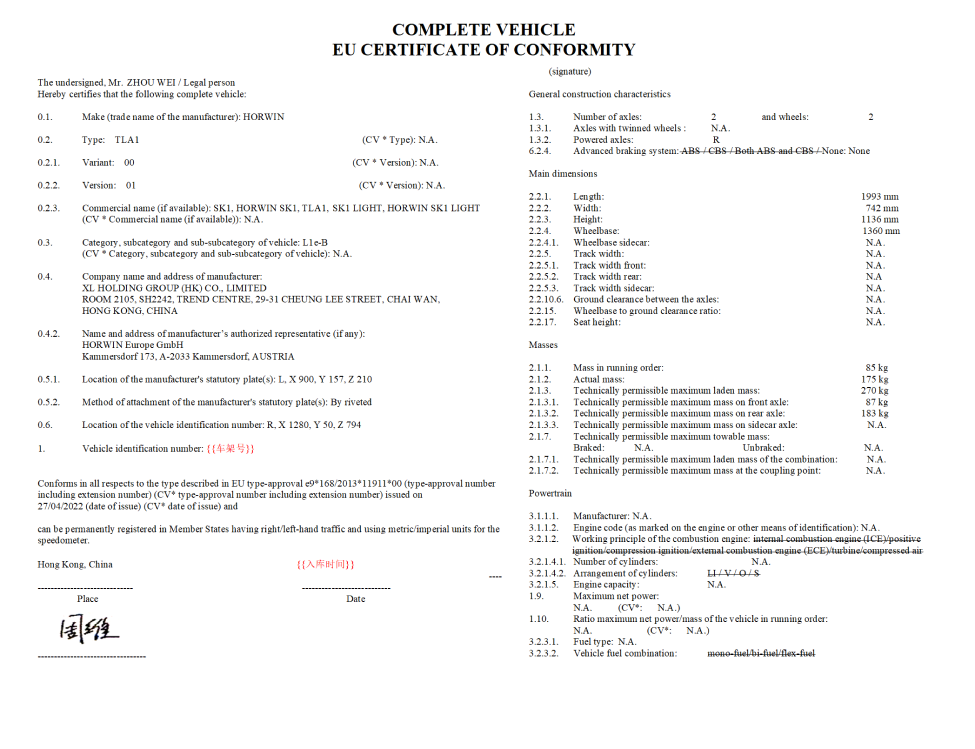 COMPLETE VEHICLE
EU CERTIFICATE OF CONFORMITY
The undersigned, Mr. ZHOU WEI / Legal person
Hereby certifies that the following complete vehicle:
0.1. Make (trade name of the manufacturer): HORWIN
0.2. Type: TLA1 (CV * Type): N.A.
0.2.1. Variant: 00 (CV * Version): N.A.
0.2.2. Version: 01 (CV * Version): N.A.
0.2.3. Commercial name (if available): SK1, HORWIN SK1, TLA1, SK1 LIGHT, HORWIN SK1 LIGHT
(CV * Commercial name (if available)): N.A.
0.3. Category, subcategory and sub-subcategory of vehicle: L1e-B
(CV * Category, subcategory and sub-subcategory of vehicle): N.A.
0.4. Company name and address of manufacturer:
XL HOLDING GROUP (HK) CO., LIMITED
ROOM 2105, SH2242, TREND CENTRE, 29-31 CHEUNG LEE STREET, CHAI WAN,
HONG KONG, CHINA
0.4.2. Name and address of manufacturer's authorized representative (if any):
HORWIN Europe GmbH
Kammersdorf 173, A-2033 Kammersdorf, AUSTRIA
0.5.1. Location of the manufacturer's statutory plate(s): L, X 900, Y 157, Z 210
0.5.2. Method of attachment of the manufacturer's statutory plate(s): By riveted
0.6. Location of the vehicle identification number: R, X 1280, Y 50, Z 794
1. Vehicle identification number: {{车架号}}
Conforms in all respects to the type described in EU type-approval e9*168/2013*11911*00 (type-approval number
including extension number) (CV* type-approval number including extension number) issued on
27/04/2022 (date of issue) (CV* date of issue) and
can be permanently registered in Member States having right/left-hand traffic and using metric/imperial units for the
speedometer.
Hong Kong, China {{入库时间}}
Place Date
周维
(signature)
General construction characteristics
1.3. Number of axles: 2 and wheels: 2
1.3.1. Axles with twinned wheels : N.A.
1.3.2. Powered axles: R
6.2.4. Advanced braking system: ABS / CBS / Both ABS and CBS / None: None
Main dimensions
2.2.1. Length: 1993 mm
2.2.2. Width: 742 mm
2.2.3. Height: 1136 mm
2.2.4. Wheelbase: 1360 mm
2.2.4.1. Wheelbase sidecar: N.A.
2.2.5. Track width: N.A.
2.2.5.1. Track width front: N.A.
2.2.5.2. Track width rear: N.A
2.2.5.3. Track width sidecar: N.A.
2.2.10.6. Ground clearance between the axles: N.A.
2.2.15. Wheelbase to ground clearance ratio: N.A.
2.2.17. Seat height: N.A.
Masses
2.1.1. Mass in running order: 85 kg
2.1.2. Actual mass: 175 kg
2.1.3. Technically permissible maximum laden mass: 270 kg
2.1.3.1. Technically permissible maximum mass on front axle: 87 kg
2.1.3.2. Technically permissible maximum mass on rear axle: 183 kg
2.1.3.3. Technically permissible maximum mass on sidecar axle: N.A.
2.1.7. Technically permissible maximum towable mass:
Braked: N.A. Unbraked: N.A.
2.1.7.1. Technically permissible maximum laden mass of the combination: N.A.
2.1.7.2. Technically permissible maximum mass at the coupling point: N.A.
Powertrain
3.1.1.1. Manufacturer: N.A.
3.1.1.2. Engine code (as marked on the engine or other means of identification): N.A.
3.2.1.2. Working principle of the combustion engine: internal combustion engine (ICE)/positive
ignition/compression ignition/external combustion engine (ECE)/turbine/compressed air
3.2.1.4.1. Number of cylinders: N.A.
3.2.1.4.2. Arrangement of cylinders: LI / V / O / S
3.2.1.5. Engine capacity: N.A.
1.9. Maximum net power:
N.A. (CV*: N.A.)
1.10. Ratio maximum net power/mass of the vehicle in running order:
N.A. (CV*: N.A.)
3.2.3.1. Fuel type: N.A.
3.2.3.2. Vehicle fuel combination: mono-fuel/bi-fuel/flex-fuel